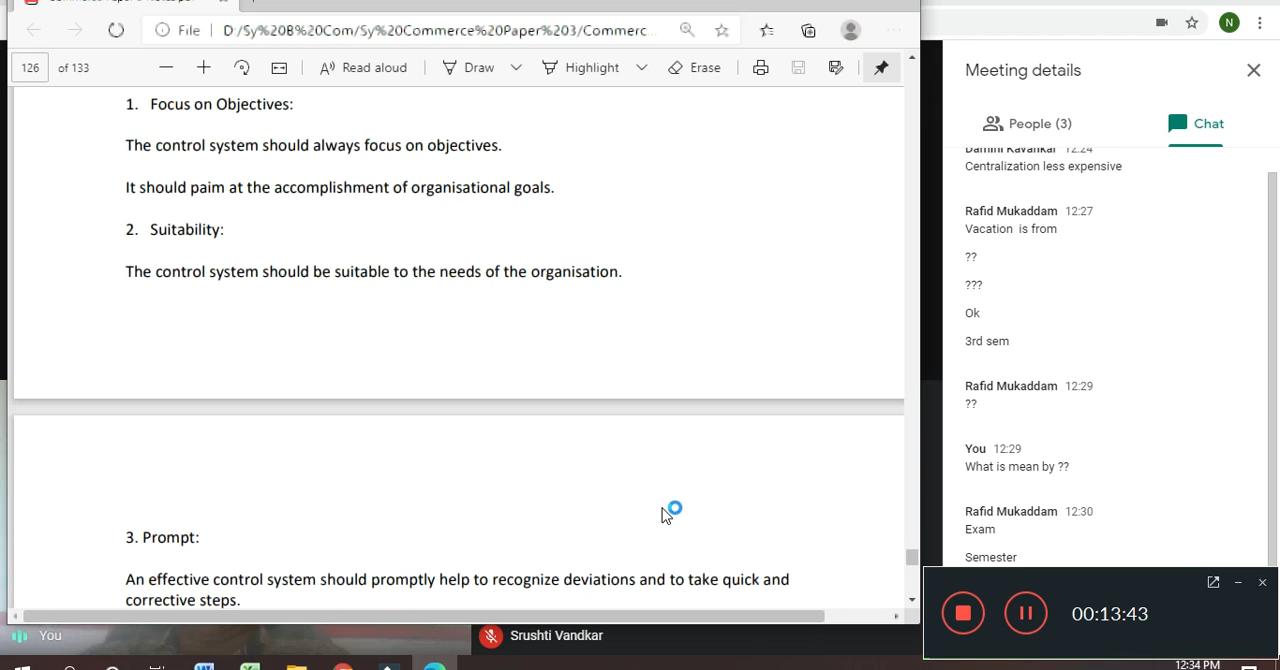 File
D:/Sy%20B%20Com/Sy%20Commerce%20Paper%203/Commerc...
N
126 of 133
Read aloud
Draw
Highlight
Erase
1. Focus on Objectives:
The control system should always focus on objectives.
It should paim at the accomplishment of organisational goals.
2. Suitability:
The control system should be suitable to the needs of the organisation.
3. Prompt:
An effective control system should promptly help to recognize deviations and to take quick and
corrective steps.
You
Srushti Vandkar
Meeting details
People (3)
Chat
Damini Kavankar 12:24
Centralization less expensive
Rafid Mukaddam 12:27
Vacation is from
??
???
Ok
3rd sem
Rafid Mukaddam 12:29
??
You 12:29
What is mean by ??
Rafid Mukaddam 12:30
Exam
Semester
00:13:43
12:34 PM